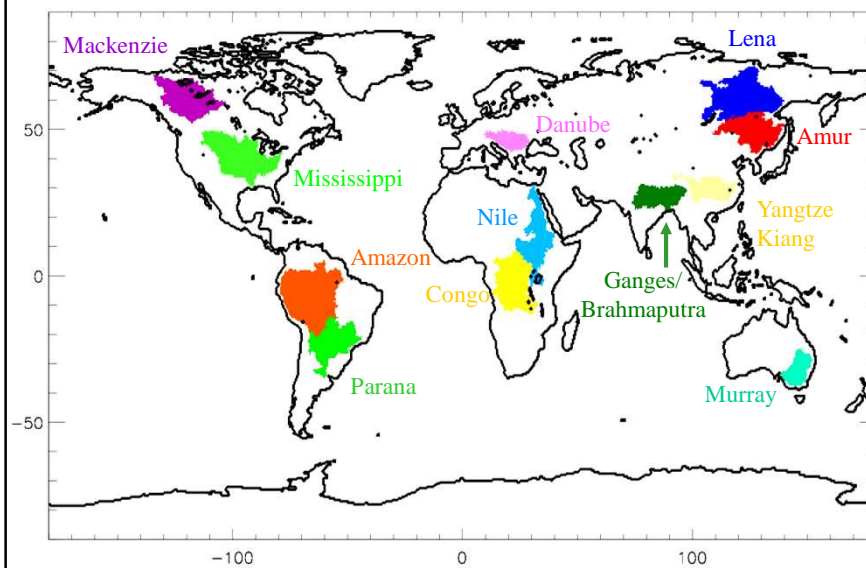 Mackenzie
Lena
50
Danube
Amur
Mississippi
Nile
Yangtze
Kiang
Amazon
0
Congo
Ganges/
Brahmaputra
Parana
Murray
−50
−100
0
100